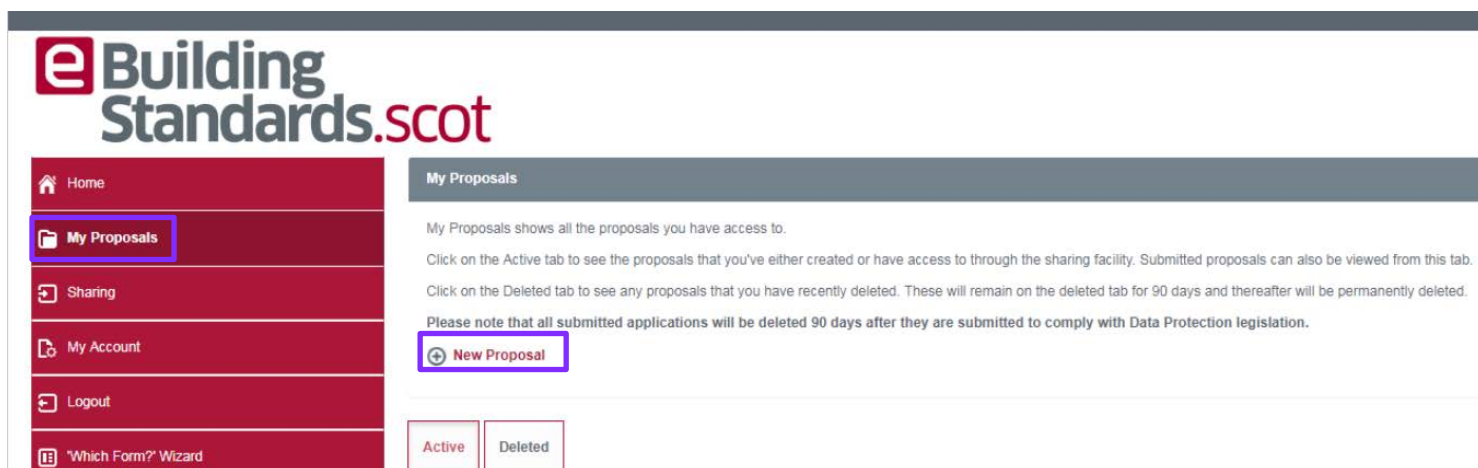 e Building
Standards.scot
Home
My Proposals
Sharing
My Account
Logout
'Which Form?' Wizard
My Proposals
My Proposals shows all the proposals you have access to.
Click on the Active tab to see the proposals that you've either created or have access to through the sharing facility. Submitted proposals can also be viewed from this tab.
Click on the Deleted tab to see any proposals that you have recently deleted. These will remain on the deleted tab for 90 days and thereafter will be permanently deleted.
Please note that all submitted applications will be deleted 90 days after they are submitted to comply with Data Protection legislation.
New Proposal
Active
Deleted